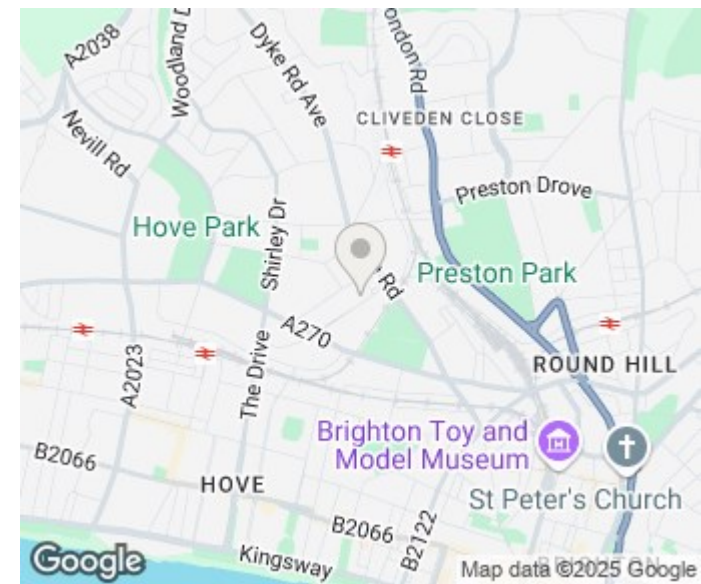 A2038
Woodland D
Dyke Rd Ave
ondon Rd
CLIVEDEN CLOSE
Nevill Rd
Preston Drove
Hove Park
Shirley Dr
Rd
Preston Park
A270
A2023
The Drive
ROUND HILL
Brighton Toy and
Model Museum
B2066
HOVE
St Peter's Church
B2066
B2122
Kingsway
Google
Map data ©2025 Google